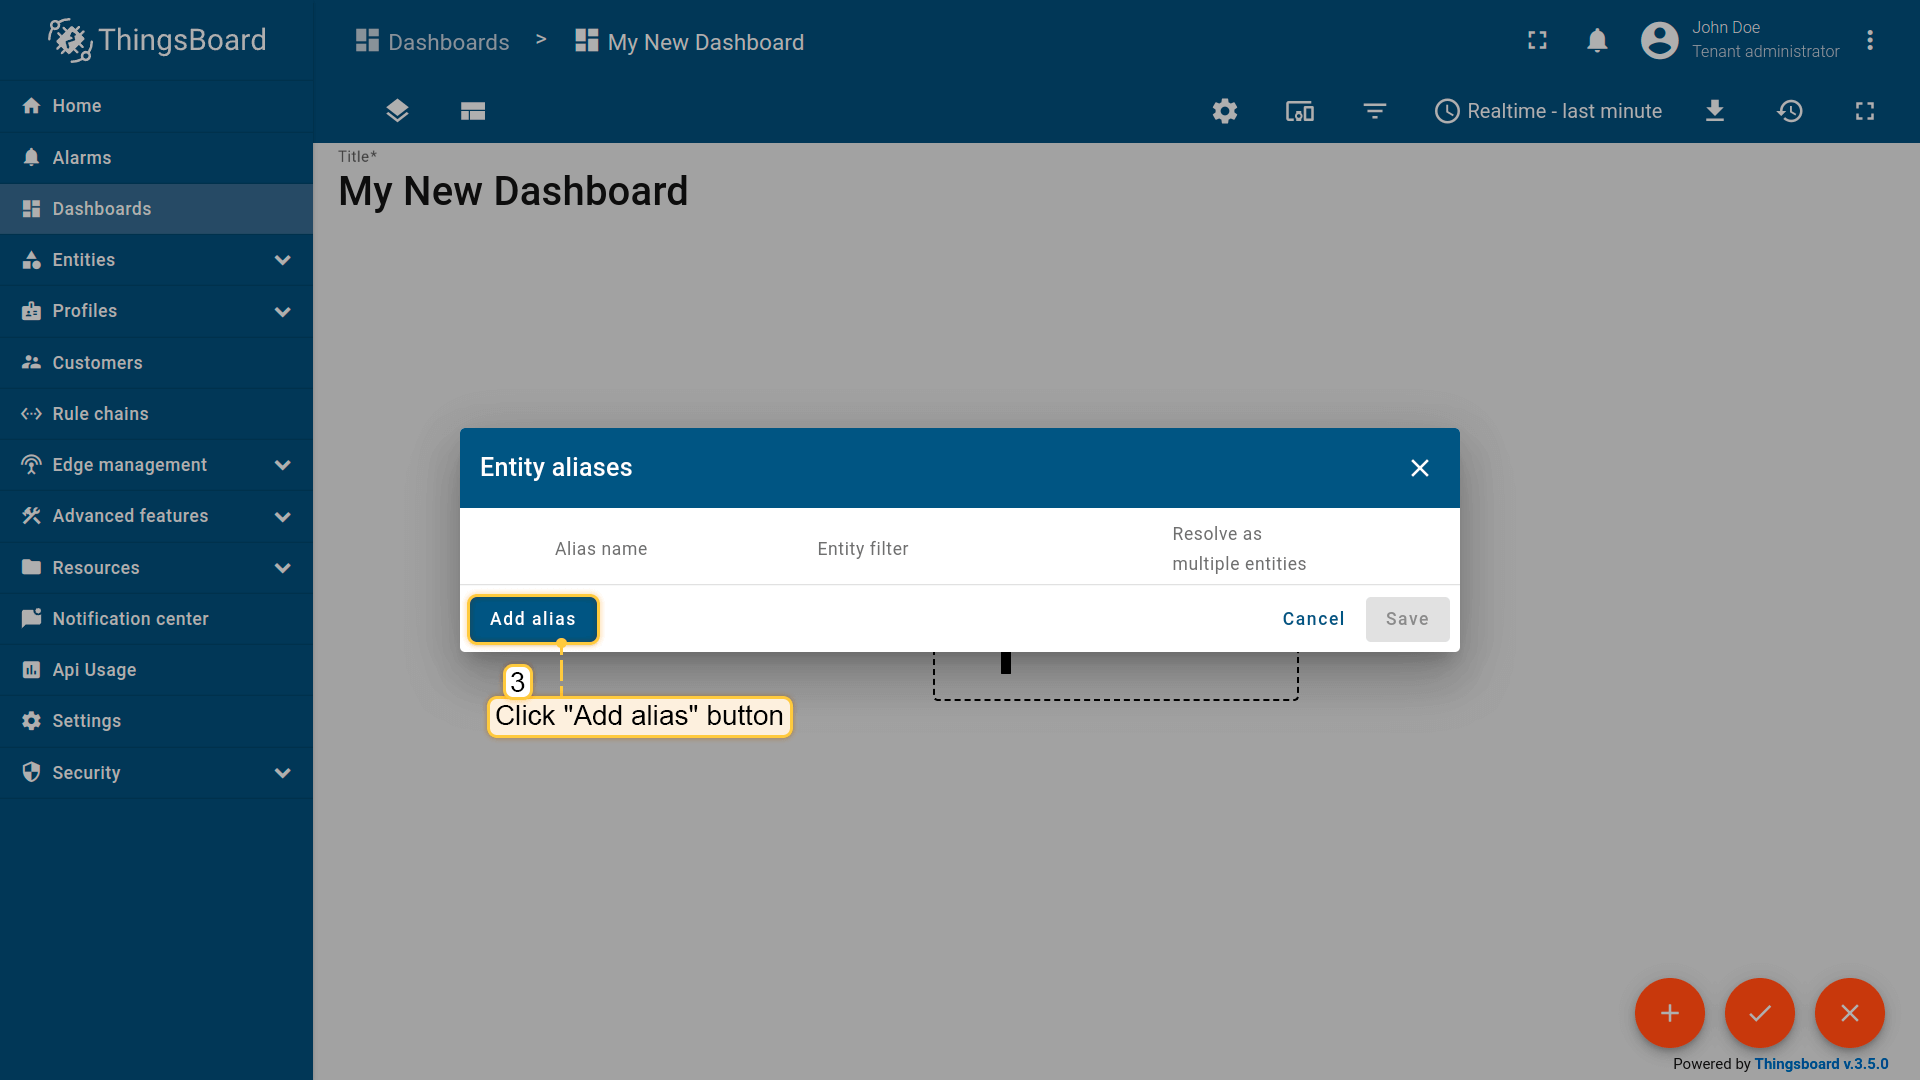 ThingsBoard
Dashboards > My New Dashboard
John Doe
Tenant administrator
Realtime - last minute
Home
Alarms
Dashboards
Entities
Profiles
Customers
Rule chains
Edge management
Advanced features
Resources
Notification center
Api Usage
Settings
Security
Title*
My New Dashboard
Entity aliases
Alias name
Entity filter
Resolve as
multiple entities
Add alias
Cancel
Save
3
Click "Add alias" button
Powered by Thingsboard v.3.5.0